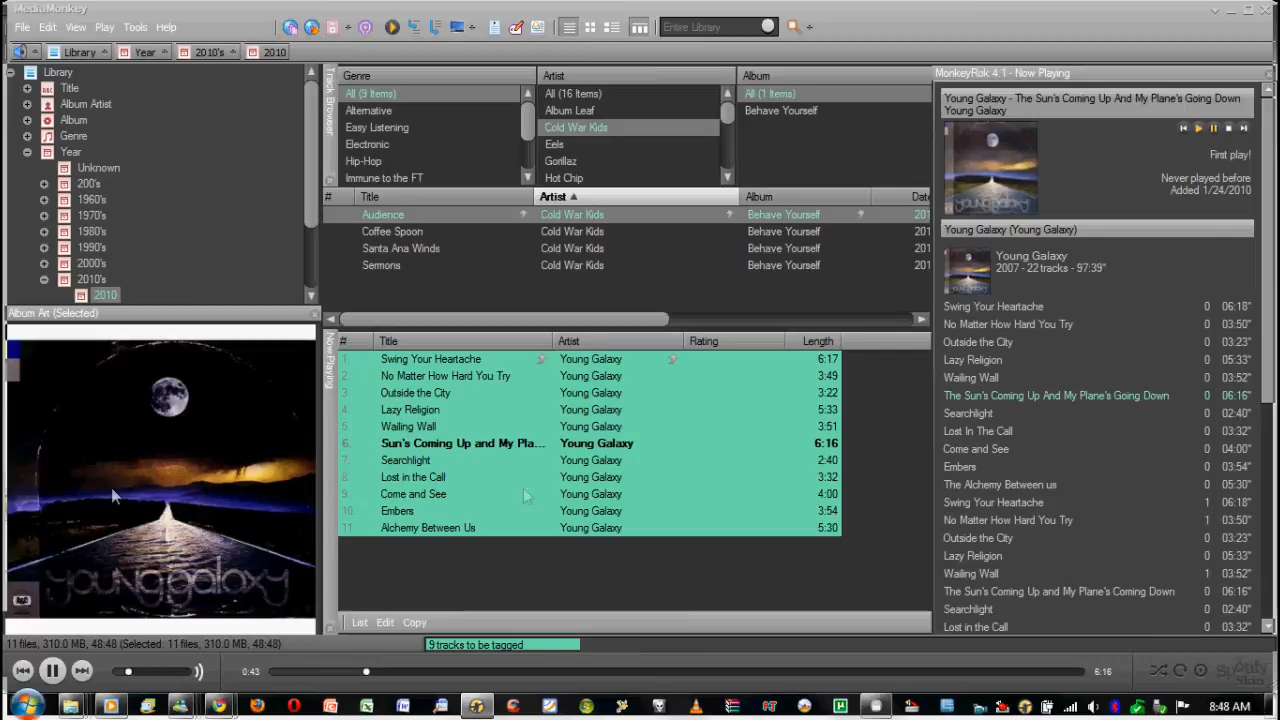 MediaMonkey
File Edit View Play Tools Help
Entire Library
Library Year 2010's 2010
Library
Title
Album Artist
Album
Genre
Year
Unknown
200's
1960's
1970's
1980's
1990's
2000's
2010's
2010
Track Browser
Genre
All (9 Items)
Alternative
Easy Listening
Electronic
Hip-Hop
Immune to the FT
Artist
All (16 Items)
Album Leaf
Cold War Kids
Eels
Gorillaz
Hot Chip
Album
All (1 Items)
Behave Yourself
# Title Artist Album Da
Audience Cold War Kids Behave Yourself 201
Coffee Spoon Cold War Kids Behave Yourself 201
Santa Ana Winds Cold War Kids Behave Yourself 201
Sermons Cold War Kids Behave Yourself 201
Album Art (Selected)
young galaxy
Now Playing
# Title Artist Rating Length
1. Swing Your Heartache Young Galaxy 6:17
2. No Matter How Hard You Try Young Galaxy 3:49
3. Outside the City Young Galaxy 3:22
4. Lazy Religion Young Galaxy 5:33
5. Wailing Wall Young Galaxy 3:51
6. Sun's Coming Up and My Pla... Young Galaxy 6:16
7. Searchlight Young Galaxy 2:40
8. Lost in the Call Young Galaxy 3:32
9. Come and See Young Galaxy 4:00
10. Embers Young Galaxy 3:54
11. Alchemy Between Us Young Galaxy 5:30
List Edit Copy
MonkeyRok 4.1 - Now Playing
Young Galaxy - The Sun's Coming Up And My Plane's Going Down
Young Galaxy
First play!
Never played before
Added 1/24/2010
Young Galaxy (Young Galaxy)
Young Galaxy
2007 - 22 tracks - 97:39"
Swing Your Heartache 0 06:18"
No Matter How Hard You Try 0 03:50"
Outside the City 0 03:23"
Lazy Religion 0 05:33"
Wailing Wall 0 03:52"
The Sun's Coming Up And My Plane's Going Down 0 06:16"
Searchlight 0 02:40"
Lost In The Call 0 03:32"
Come and See 0 04:00"
Embers 0 03:54"
The Alchemy Between us 0 05:30"
Swing Your Heartache 1 06:18"
No Matter How Hard You Try 1 03:50"
Outside the City 0 03:23"
Lazy Religion 0 05:33"
Wailing Wall 1 03:52"
The Sun's Coming Up And My Plane's Coming Down 0 06:16"
Searchlight 0 02:40"
Lost in the Call 0 03:32"
11 files, 310.0 MB, 48:48 (Selected: 11 files, 310.0 MB, 48:48)
9 tracks to be tagged
0:43
6:16
Spotify
Skin
8:48 AM